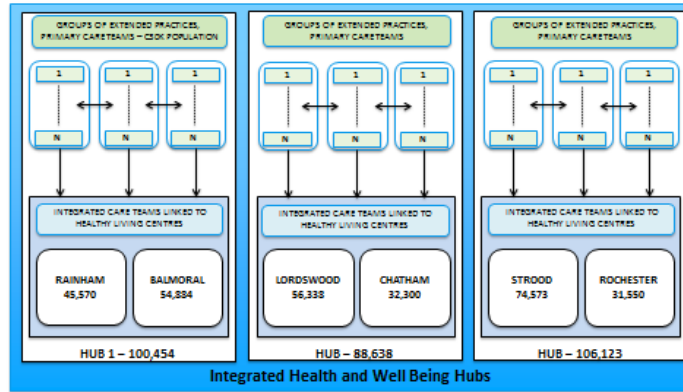 GROUPS OF EXTENDED PRACTICES,
PRIMARY CARE TEAMS – C50K POPULATION
1
1
1
N
N
N
INTEGRATED CARE TEAMS LINKED TO
HEALTHY LIVING CENTRES
RAINHAM
45,570
BALMORAL
54,884
HUB 1 – 100,454
GROUPS OF EXTENDED PRACTICES,
PRIMARY CARE TEAMS
1
1
1
N
N
N
INTEGRATED CARE TEAMS LINKED TO
HEALTHY LIVING CENTRES
LORDSWOOD
56,338
CHATHAM
32,300
HUB – 88,638
GROUPS OF EXTENDED PRACTICES,
PRIMARY CARE TEAMS
1
1
1
N
N
N
INTEGRATED CARE TEAMS LINKED TO
HEALTHY LIVING CENTRES
STROOD
74,573
ROCHESTER
31,550
HUB – 106,123
Integrated Health and Well Being Hubs